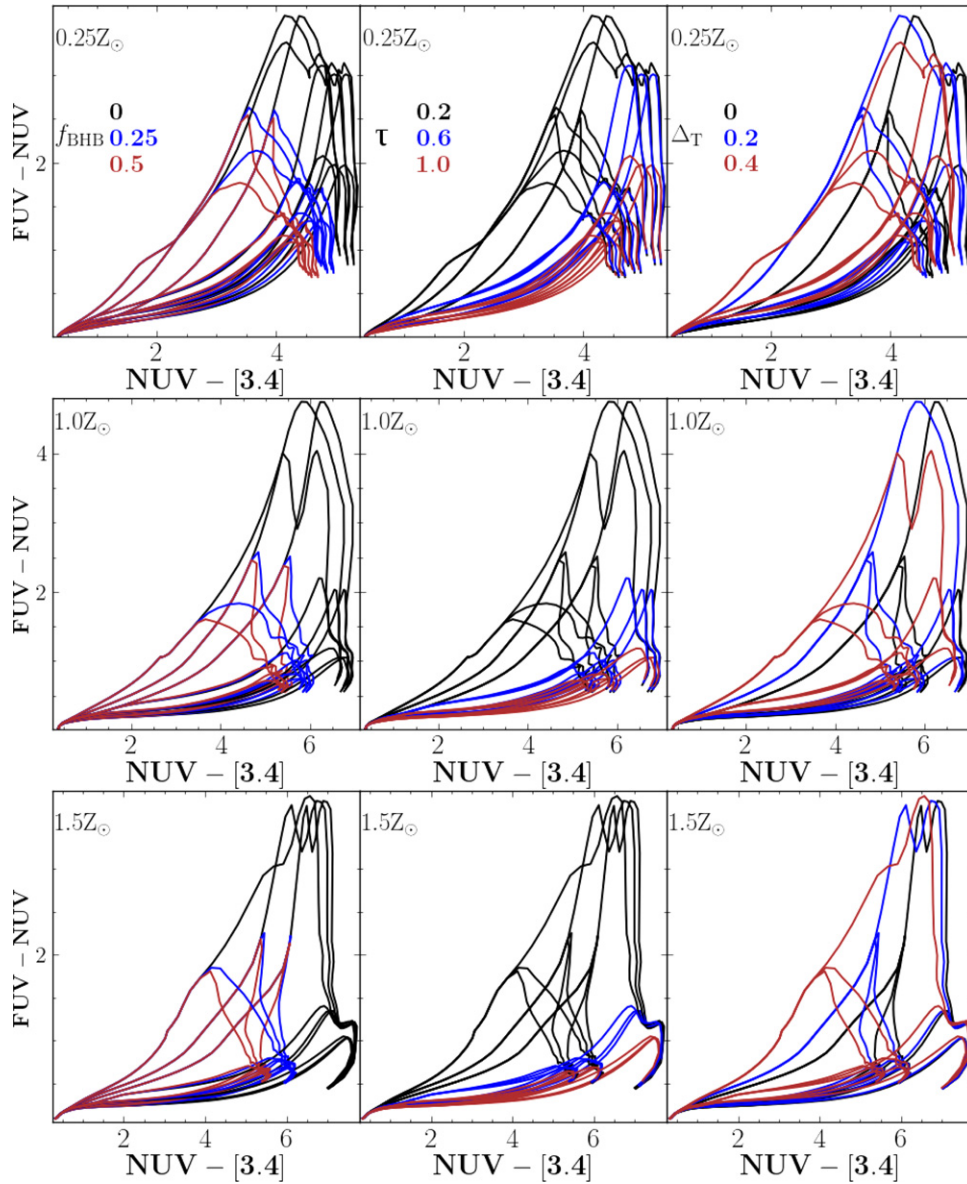 0.25Z⊙ 0.25Z⊙ 0.25Z⊙
0 0.2 0
f_BHB 0.25 τ 0.6 Δ_T 0.2
0.5 1.0 0.4
FUV − NUV
2
2 4 2 4 2 4
NUV − [3.4] NUV − [3.4] NUV − [3.4]
1.0Z⊙ 1.0Z⊙ 1.0Z⊙
4
FUV − NUV
2
2 4 6 2 4 6 2 4 6
NUV − [3.4] NUV − [3.4] NUV − [3.4]
1.5Z⊙ 1.5Z⊙ 1.5Z⊙
FUV − NUV
2
2 4 6 2 4 6 2 4 6
NUV − [3.4] NUV − [3.4] NUV − [3.4]